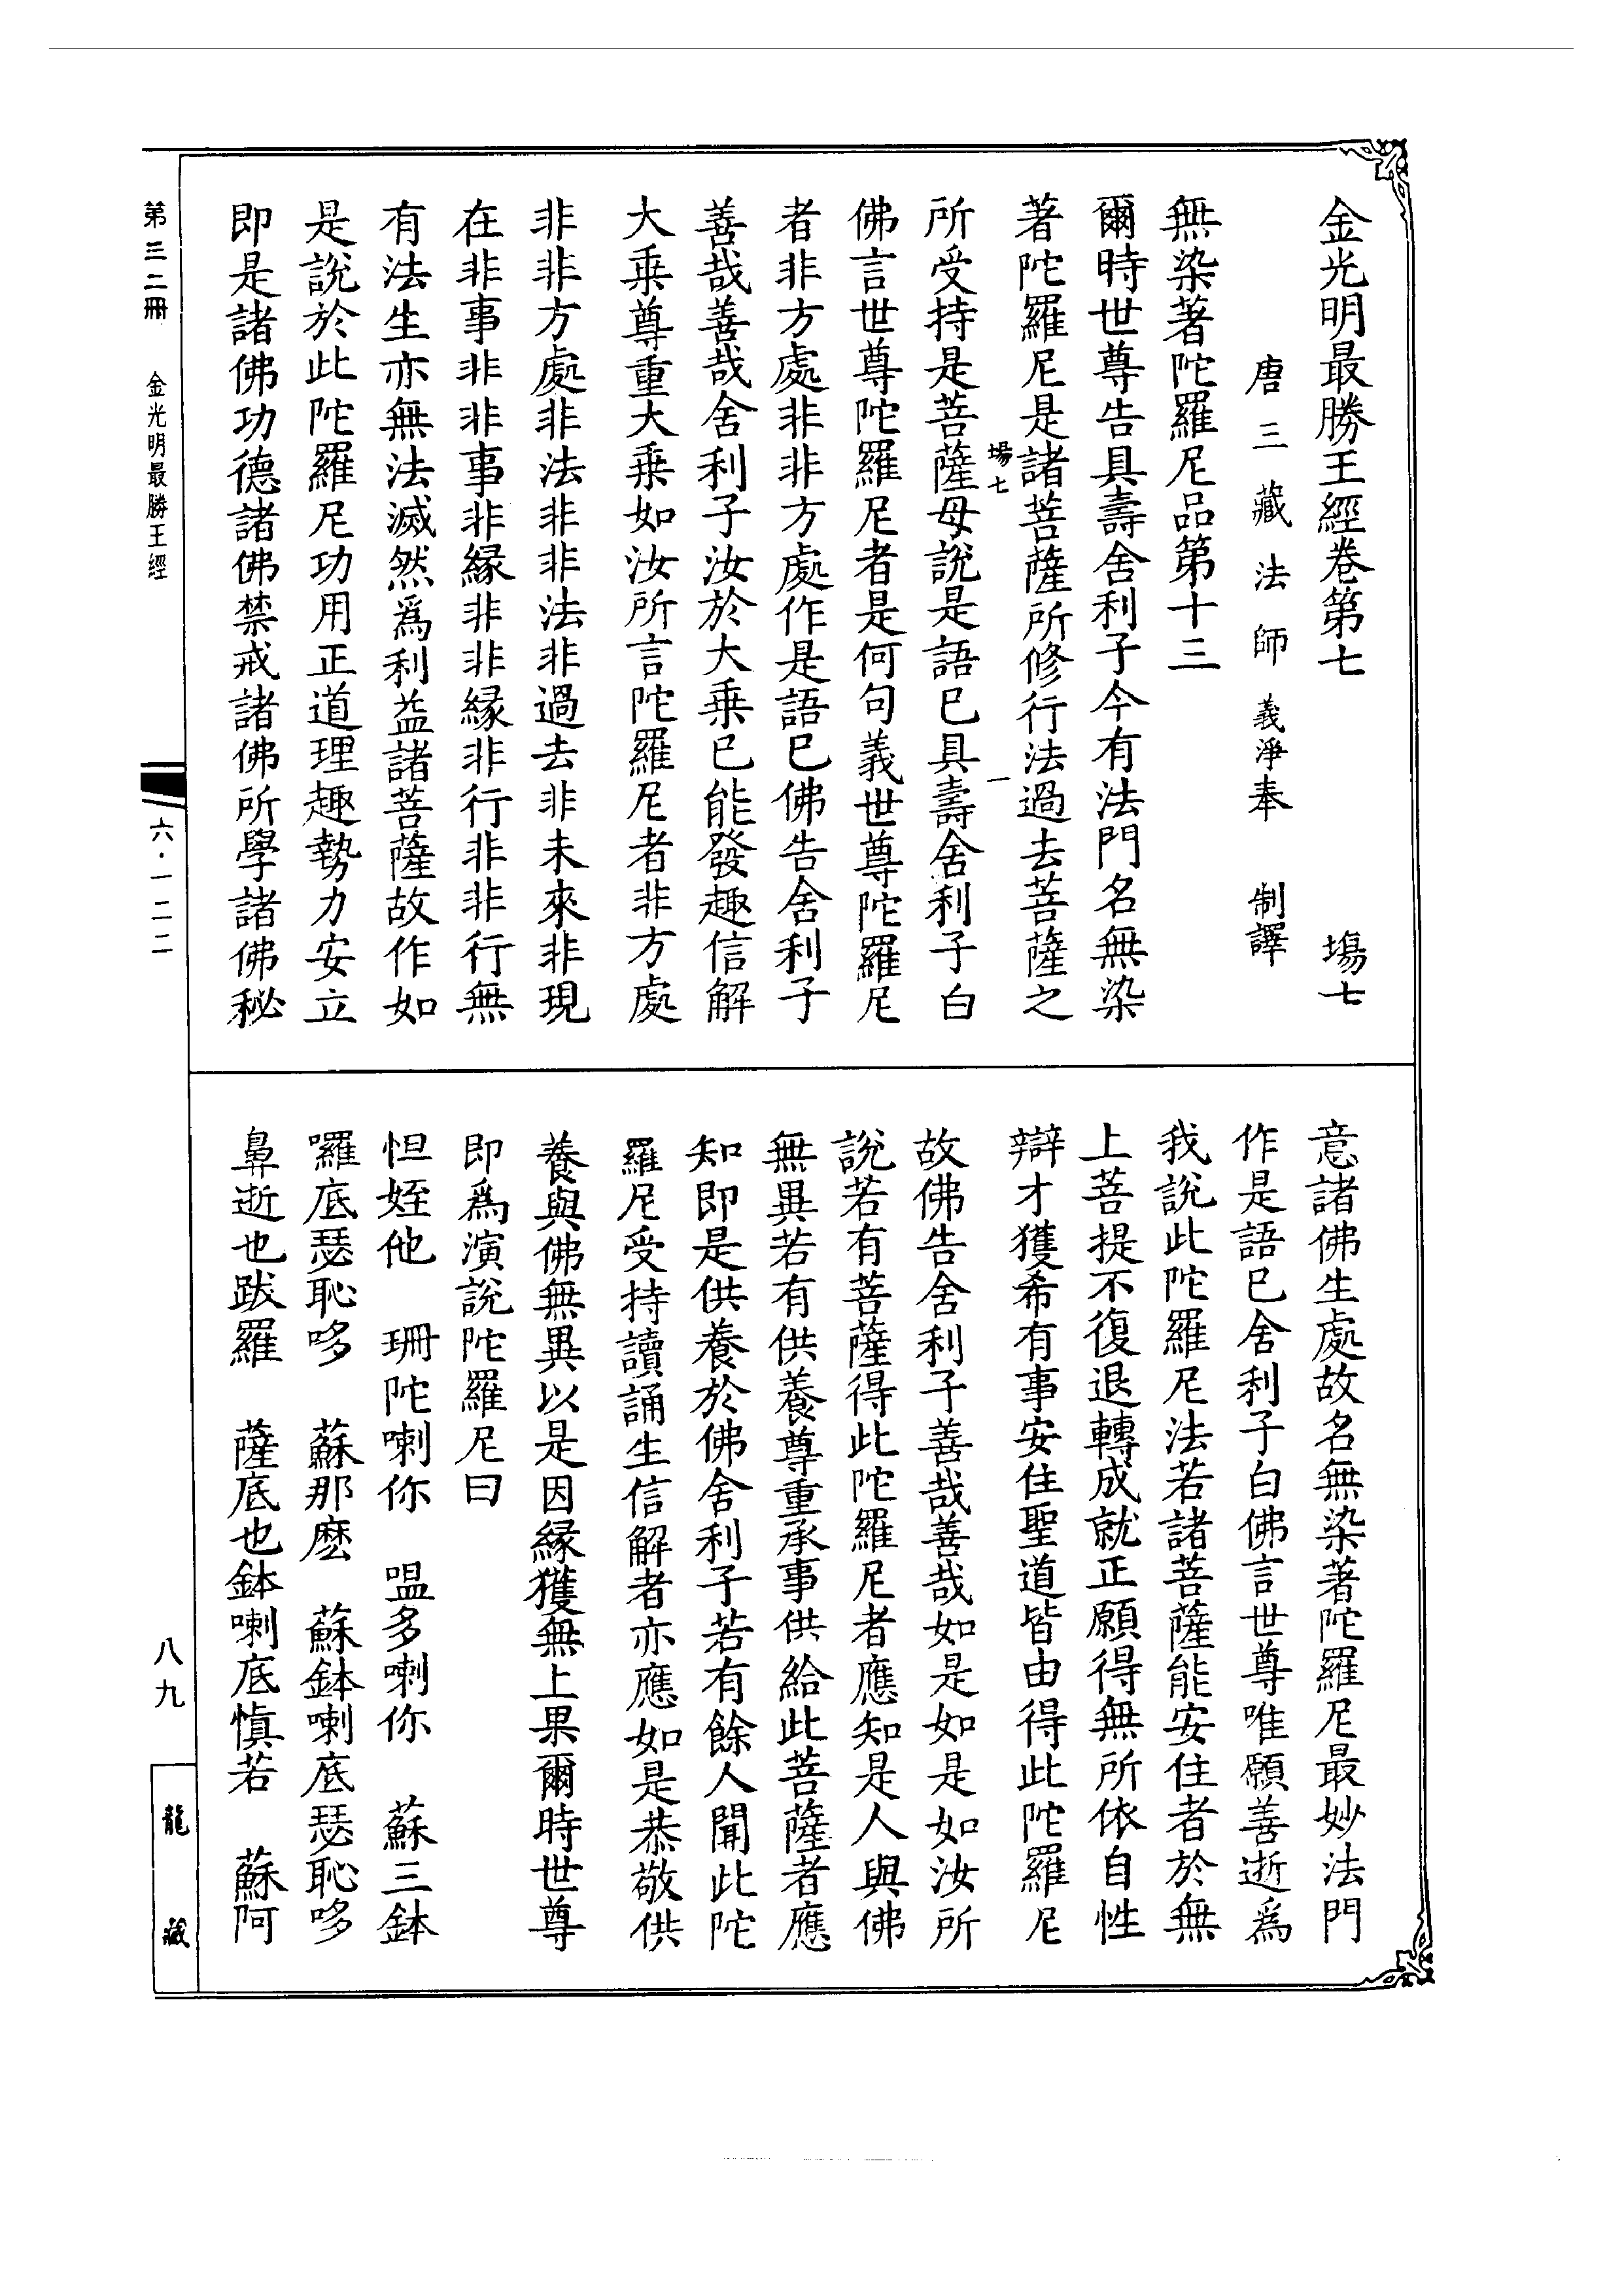 金光明最勝王經卷第七　場七
唐三藏法師義淨奉　制譯
無染著陀羅尼品第十三
爾時世尊告具壽舍利子今有法門名無染
著陀羅尼是諸菩薩所修行法過去菩薩之
場七　一
所受持是菩薩母說是語已具壽舍利子白
佛言世尊陀羅尼者是何句義世尊陀羅尼
者非方處非非方處作是語已佛告舍利子
善哉善哉舍利子汝於大乘已能發趣信解
大乘尊重大乘如汝所言陀羅尼者非方處
非非方處非法非非法非過去非未來非現
在非事非非事非緣非非緣非行非非行無
有法生亦無法滅然為利益諸菩薩故作如
是說於此陀羅尼功用正道理趣勢力安立
即是諸佛功德諸佛禁戒諸佛所學諸佛秘
意諸佛生處故名無染著陀羅尼最妙法門
作是語已舍利子白佛言世尊唯願善逝為
我說此陀羅尼法若諸菩薩能安住者於無
上菩提不復退轉成就正願得無所依自性
辯才獲希有事安住聖道皆由得此陀羅尼
故佛告舍利子善哉善哉如是如是如汝所
說若有菩薩得此陀羅尼者應知是人與佛
無異若有供養尊重承事供給此菩薩者應
知即是供養於佛舍利子若有餘人聞此陀
羅尼受持讀誦生信解者亦應如是恭敬供
養與佛無異以是因緣獲無上果爾時世尊
即為演說陀羅尼曰
怛姪他　珊陀喇你　嗢多喇你　蘇三鉢
囉底瑟恥哆　蘇那麼　蘇鉢喇底瑟恥哆
鼻逝也跋羅　薩底也鉢喇底愼若　蘇阿
第三二冊　金光明最勝王經
六·一二二
八九
龍藏